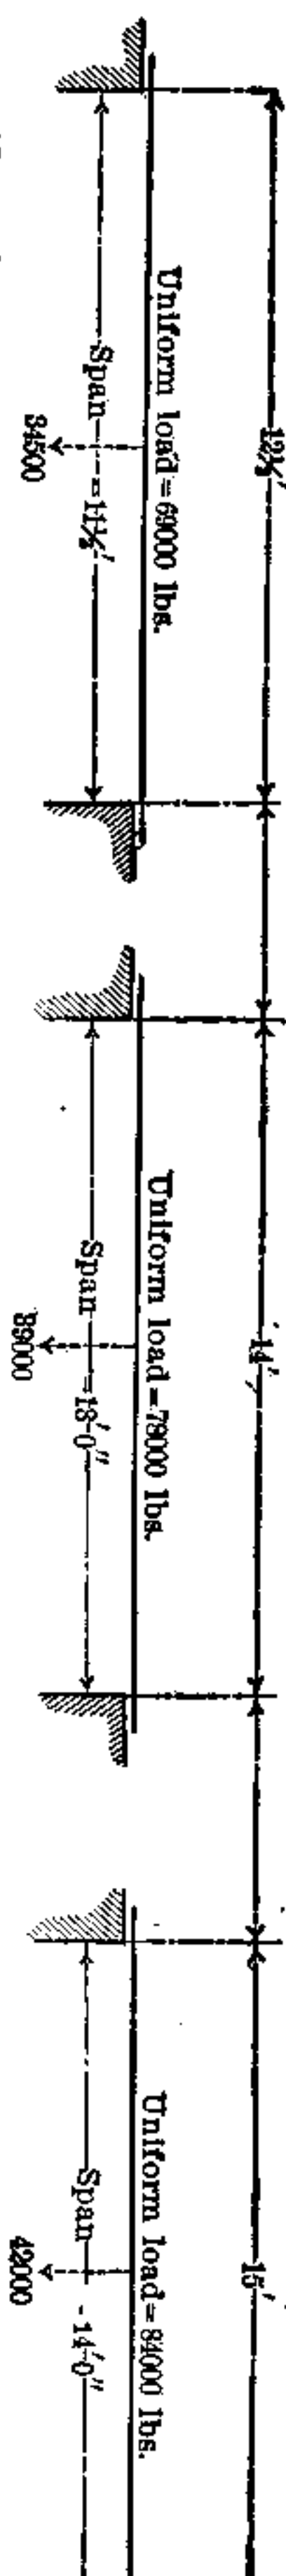 12½′
14′
15′
Uniform load = 69000 lbs.
Uniform load = 78000 lbs.
Uniform load = 84000 lbs.
Span = 11½′
Span = 13′-0″
Span - 14′-0″
34500
39000
42000